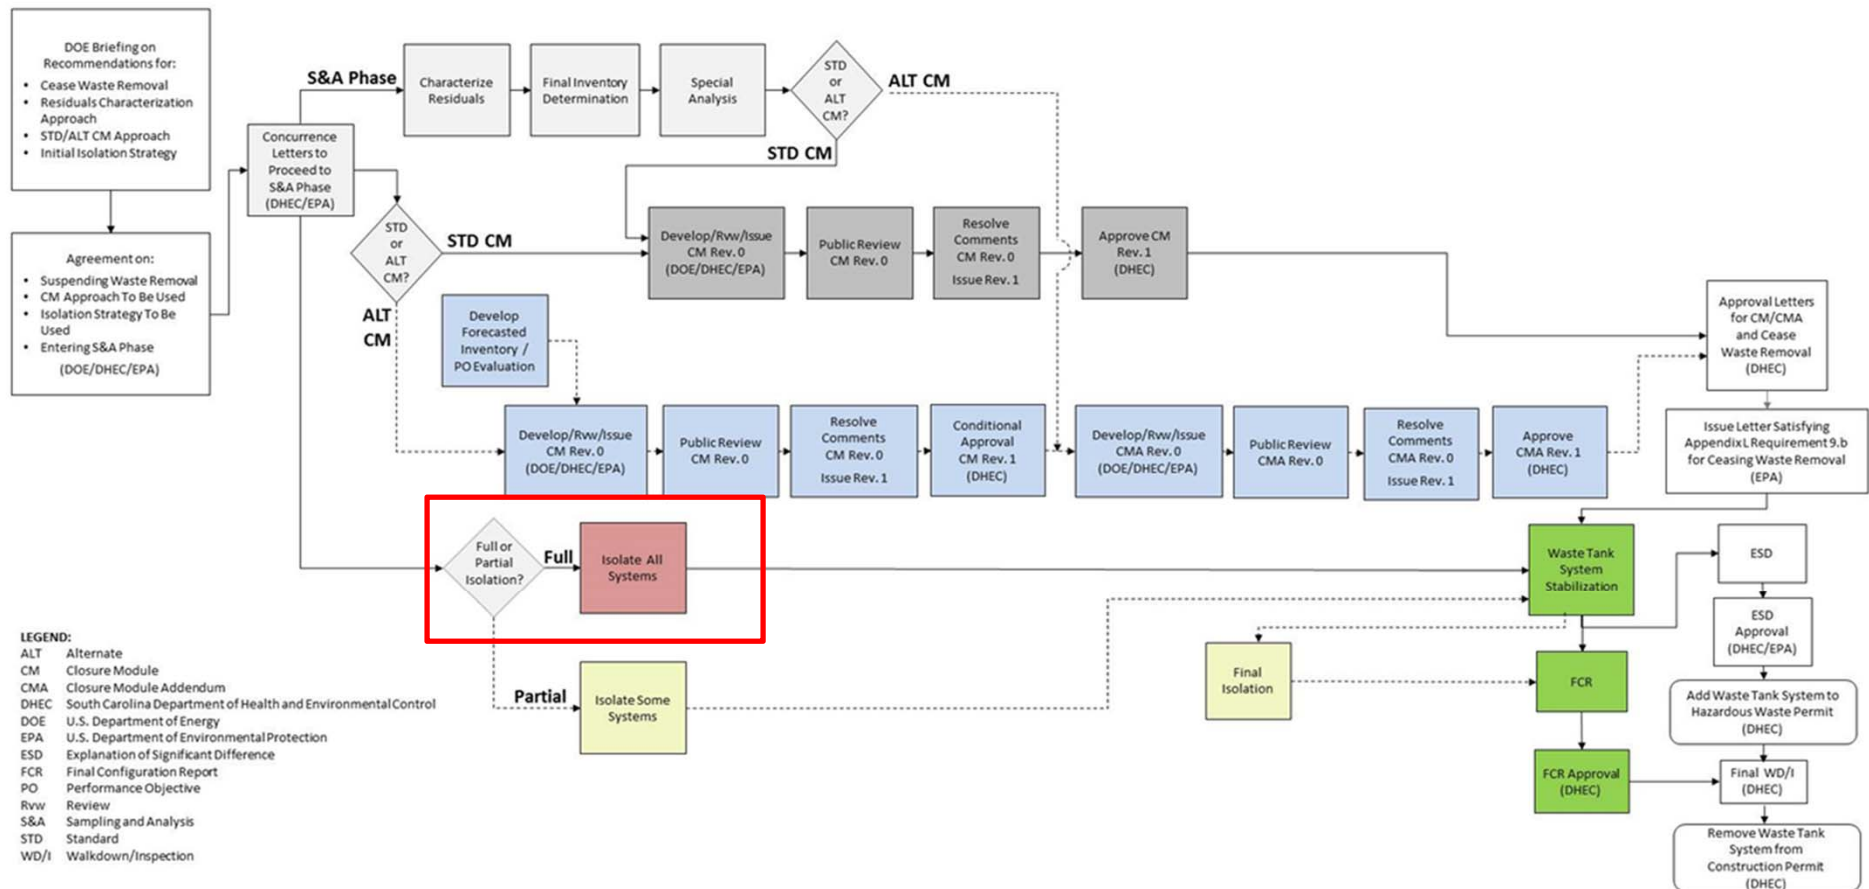 DOE Briefing on
Recommendations for:
• Cease Waste Removal
• Residuals Characterization
Approach
• STD/ALT CM Approach
• Initial Isolation Strategy
Agreement on:
• Suspending Waste Removal
• CM Approach To Be Used
• Isolation Strategy To Be
Used
• Entering S&A Phase
(DOE/DHEC/EPA)
Concurrence
Letters to
Proceed to
S&A Phase
(DHEC/EPA)
S&A Phase
Characterize
Residuals
Final Inventory
Determination
Special
Analysis
STD
or
ALT
CM?
ALT CM
STD CM
STD
or
ALT
CM?
STD CM
ALT
CM
Develop/Rvw/Issue
CM Rev. 0
(DOE/DHEC/EPA)
Public Review
CM Rev. 0
Resolve
Comments
CM Rev. 0
Issue Rev. 1
Approve CM
Rev. 1
(DHEC)
Develop
Forecasted
Inventory /
PO Evaluation
Develop/Rvw/Issue
CM Rev. 0
(DOE/DHEC/EPA)
Public Review
CM Rev. 0
Resolve
Comments
CM Rev. 0
Issue Rev. 1
Conditional
Approval
CM Rev. 1
(DHEC)
Develop/Rvw/Issue
CMA Rev. 0
(DOE/DHEC/EPA)
Public Review
CMA Rev. 0
Resolve
Comments
CMA Rev. 0
Issue Rev. 1
Approve
CMA Rev. 1
(DHEC)
Approval Letters
for CM/CMA
and Cease
Waste Removal
(DHEC)
Issue Letter Satisfying
Appendix L Requirement 9.b
for Ceasing Waste Removal
(EPA)
Full or
Partial
Isolation?
Full
Isolate All
Systems
Partial
Isolate Some
Systems
Waste Tank
System
Stabilization
Final
Isolation
FCR
FCR Approval
(DHEC)
ESD
ESD
Approval
(DHEC/EPA)
Add Waste Tank System to
Hazardous Waste Permit
(DHEC)
Final WD/I
(DHEC)
Remove Waste Tank
System from
Construction Permit
(DHEC)
LEGEND:
ALT Alternate
CM Closure Module
CMA Closure Module Addendum
DHEC South Carolina Department of Health and Environmental Control
DOE U.S. Department of Energy
EPA U.S. Department of Environmental Protection
ESD Explanation of Significant Difference
FCR Final Configuration Report
PO Performance Objective
Rvw Review
S&A Sampling and Analysis
STD Standard
WD/I Walkdown/Inspection